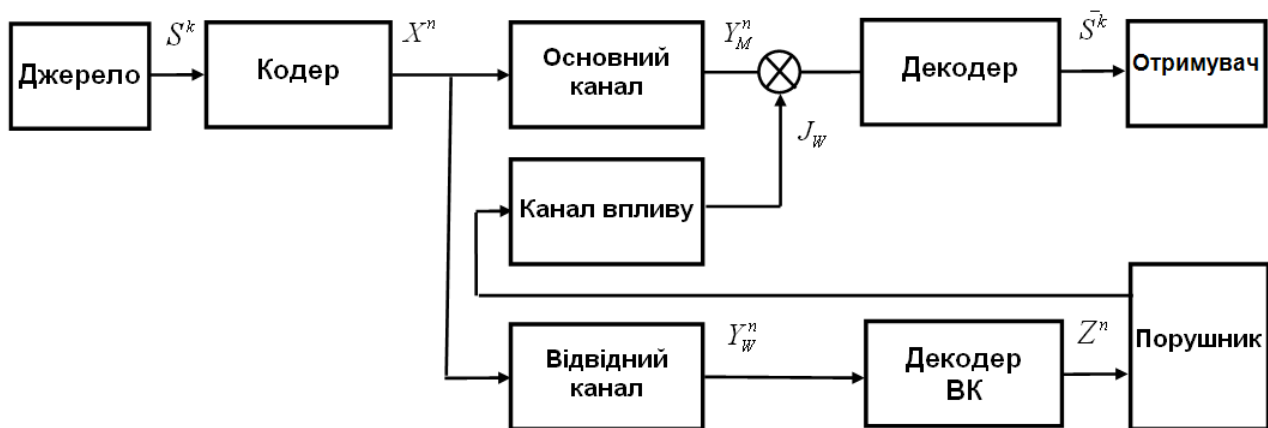 Джерело
S^k
Кодер
X^n
Основний
канал
Y_M^n
J_W
Декодер
S̄^k
Отримувач
Канал впливу
Відвідний
канал
Y_W^n
Декодер
ВК
Z^n
Порушник